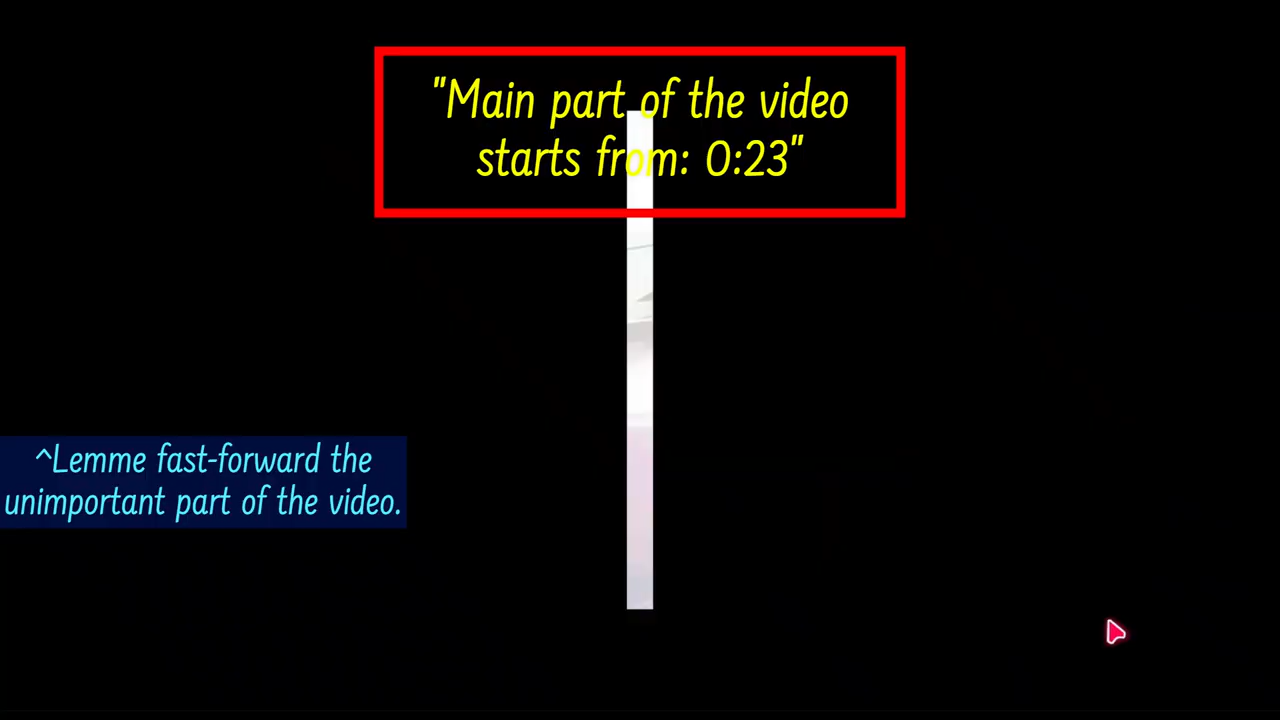 "Main part of the video
starts from: 0:23"
^Lemme fast-forward the
unimportant part of the video.